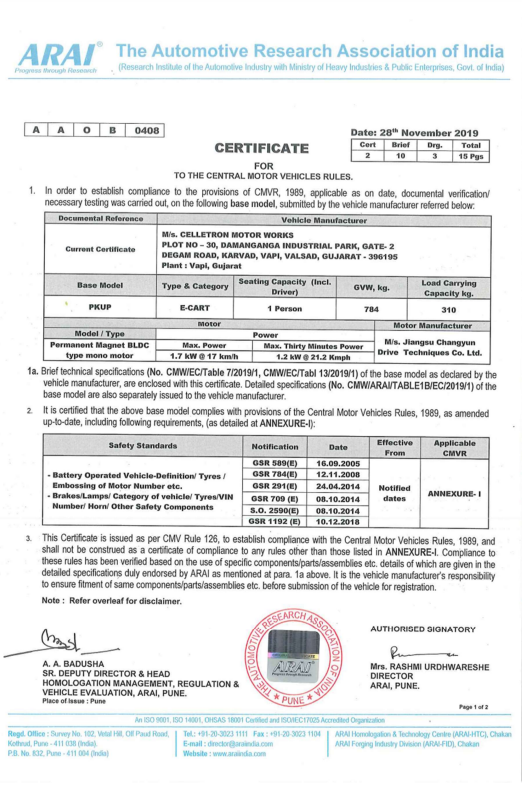 ARAI®
Progress through Research
The Automotive Research Association of India
(Research Institute of the Automotive Industry with Ministry of Heavy Industries & Public Enterprises, Govt. of India)
A A O B 0408
Date: 28th November 2019
Cert Brief Drg. Total
2 10 3 15 Pgs
CERTIFICATE
FOR
TO THE CENTRAL MOTOR VEHICLES RULES.
1. In order to establish compliance to the provisions of CMVR, 1989, applicable as on date, documental verification/
necessary testing was carried out, on the following base model, submitted by the vehicle manufacturer referred below:
Documental Reference Vehicle Manufacturer
Current Certificate
M/s. CELLETRON MOTOR WORKS
PLOT NO – 30, DAMANGANGA INDUSTRIAL PARK, GATE- 2
DEGAM ROAD, KARVAD, VAPI, VALSAD, GUJARAT - 396195
Plant : Vapi, Gujarat
Base Model Type & Category Seating Capacity (Incl. Driver) GVW, kg. Load Carrying Capacity kg.
PKUP E-CART 1 Person 784 310
Motor Motor Manufacturer
Model / Type Power
Permanent Magnet BLDC type mono motor
Max. Power Max. Thirty Minutes Power
1.7 kW @ 17 km/h 1.2 kW @ 21.2 Kmph
M/s. Jiangsu Changyun
Drive Techniques Co. Ltd.
1a. Brief technical specifications (No. CMW/EC/Table 7/2019/1, CMW/EC/Tabl 13/2019/1) of the base model as declared by the
vehicle manufacturer, are enclosed with this certificate. Detailed specifications (No. CMW/ARAI/TABLE1B/EC/2019/1) of the
base model are also separately issued to the vehicle manufacturer.
2. It is certified that the above base model complies with provisions of the Central Motor Vehicles Rules, 1989, as amended
up-to-date, including following requirements, (as detailed at ANNEXURE-I):
Safety Standards Notification Date Effective From Applicable CMVR
- Battery Operated Vehicle-Definition/ Tyres /
Embossing of Motor Number etc.
- Brakes/Lamps/ Category of vehicle/ Tyres/VIN
Number/ Horn/ Other Safety Components
GSR 589(E) 16.09.2005
GSR 784(E) 12.11.2008
GSR 291(E) 24.04.2014
GSR 709 (E) 08.10.2014
S.O. 2590(E) 08.10.2014
GSR 1192 (E) 10.12.2018
Notified dates
ANNEXURE- I
3. This Certificate is issued as per CMV Rule 126, to establish compliance with the Central Motor Vehicles Rules, 1989, and
shall not be construed as a certificate of compliance to any rules other than those listed in ANNEXURE-I. Compliance to
these rules has been verified based on the use of specific components/parts/assemblies etc. details of which are given in the
detailed specifications duly endorsed by ARAI as mentioned at para. 1a above. It is the vehicle manufacturer's responsibility
to ensure fitment of same components/parts/assemblies etc. before submission of the vehicle for registration.
Note : Refer overleaf for disclaimer.
A. A. BADUSHA
SR. DEPUTY DIRECTOR & HEAD
HOMOLOGATION MANAGEMENT, REGULATION &
VEHICLE EVALUATION, ARAI, PUNE.
Place of Issue : Pune
THE AUTOMOTIVE RESEARCH ASSOCIATION OF INDIA
★ PUNE ★
ARAI
Progress through Research
AUTHORISED SIGNATORY
Mrs. RASHMI URDHWARESHE
DIRECTOR
ARAI, PUNE.
Page 1 of 2
An ISO 9001, ISO 14001, OHSAS 18001 Certified and ISO/IEC17025 Accredited Organization
Regd. Office : Survey No. 102, Vetal Hill, Off Paud Road,
Kothrud, Pune - 411 038 (India).
P.B. No. 832, Pune - 411 004 (India)
Tel.: +91-20-3023 1111 Fax : +91-20-3023 1104
E-mail : director@araiindia.com
Website : www.araiindia.com
ARAI Homologation & Technology Centre (ARAI-HTC), Chakan
ARAI Forging Industry Division (ARAI-FID), Chakan